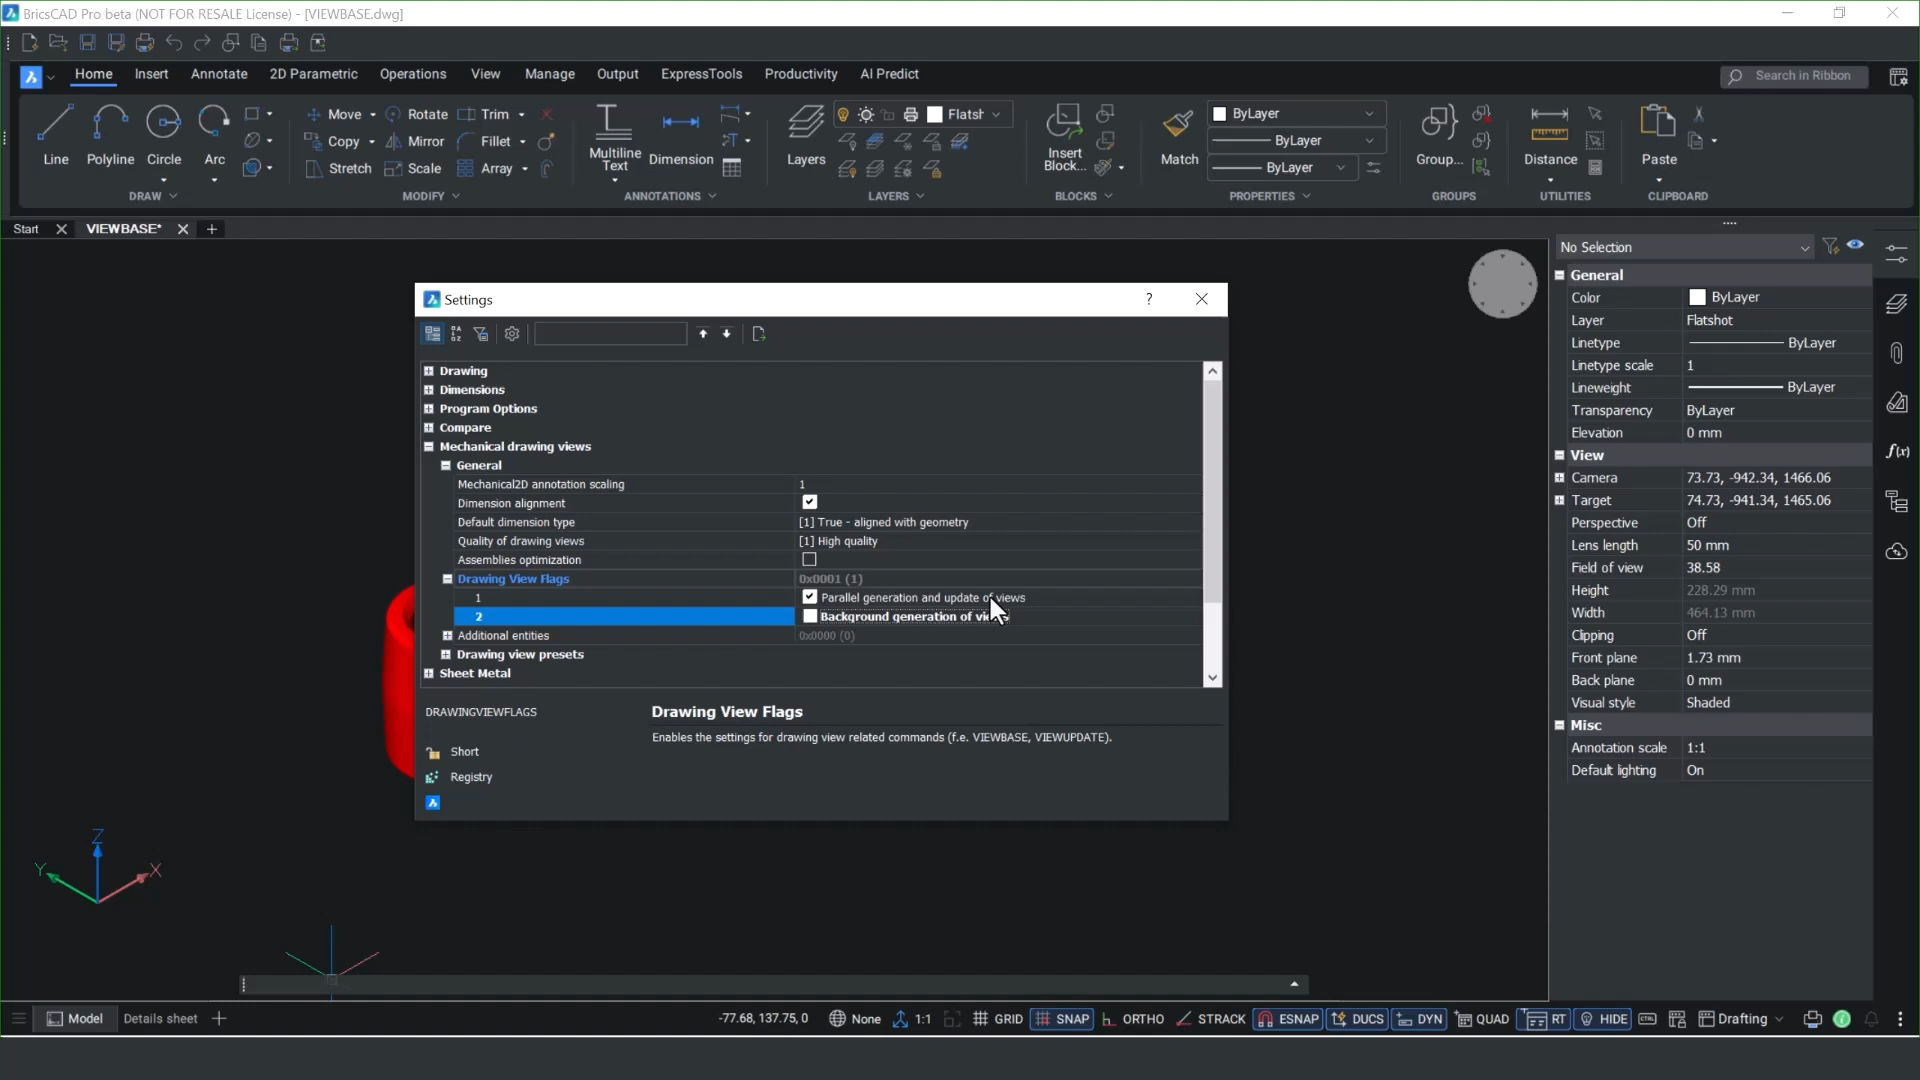 BricsCAD Pro beta (NOT FOR RESALE License) - [VIEWBASE.dwg]
Home Insert Annotate 2D Parametric Operations View Manage Output ExpressTools Productivity AI Predict Search in Ribbon
Move Rotate Trim Flatsh ByLayer
Copy Mirror Fillet ByLayer
Line Polyline Circle Arc Multiline Text Dimension Layers Insert Block... Match Group... Distance Paste
Stretch Scale Array ByLayer
DRAW MODIFY ANNOTATIONS LAYERS BLOCKS PROPERTIES GROUPS UTILITIES CLIPBOARD
Start VIEWBASE*
Settings ?
Drawing
Dimensions
Program Options
Compare
Mechanical drawing views
General
Mechanical2D annotation scaling 1
Dimension alignment
Default dimension type [1] True - aligned with geometry
Quality of drawing views [1] High quality
Assemblies optimization
Drawing View Flags 0x0001 (1)
1 Parallel generation and update of views
2 Background generation of
Additional entities 0x0000 (0)
Drawing view presets
Sheet Metal
DRAWINGVIEWFLAGS
Drawing View Flags
Enables the settings for drawing view related commands (f.e. VIEWBASE, VIEWUPDATE).
Short
Registry
No Selection
General
Color ByLayer
Layer Flatshot
Linetype ByLayer
Linetype scale 1
Lineweight ByLayer
Transparency ByLayer
Elevation 0 mm
View
Camera 73.73, -942.34, 1466.06
Target 74.73, -941.34, 1465.06
Perspective Off
Lens length 50 mm
Field of view 38.58
Height 228.29 mm
Width 464.13 mm
Clipping Off
Front plane 1.73 mm
Back plane 0 mm
Visual style Shaded
Misc
Annotation scale 1:1
Default lighting On
f(x)
Z
Y X
Model Details sheet -77.68, 137.75, 0 None 1:1 GRID SNAP ORTHO STRACK ESNAP DUCS DYN QUAD RT HIDE CTRL Drafting